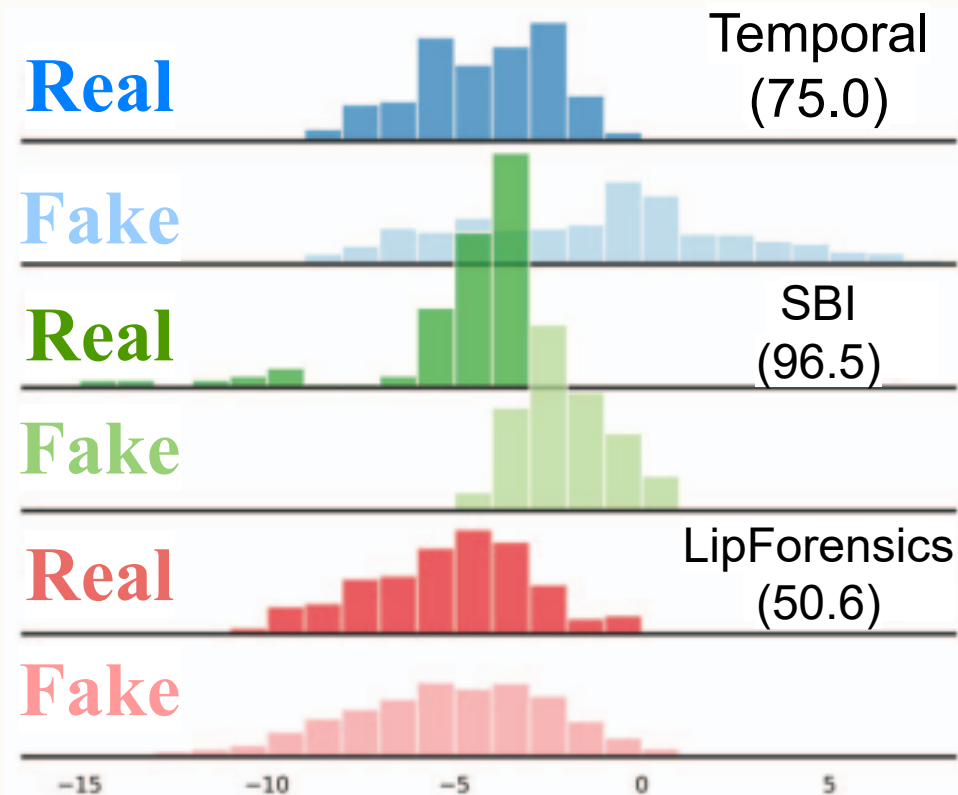 Real
Temporal
(75.0)
Fake
Real
SBI
(96.5)
Fake
Real
LipForensics
(50.6)
Fake
−15 −10 −5 0 5